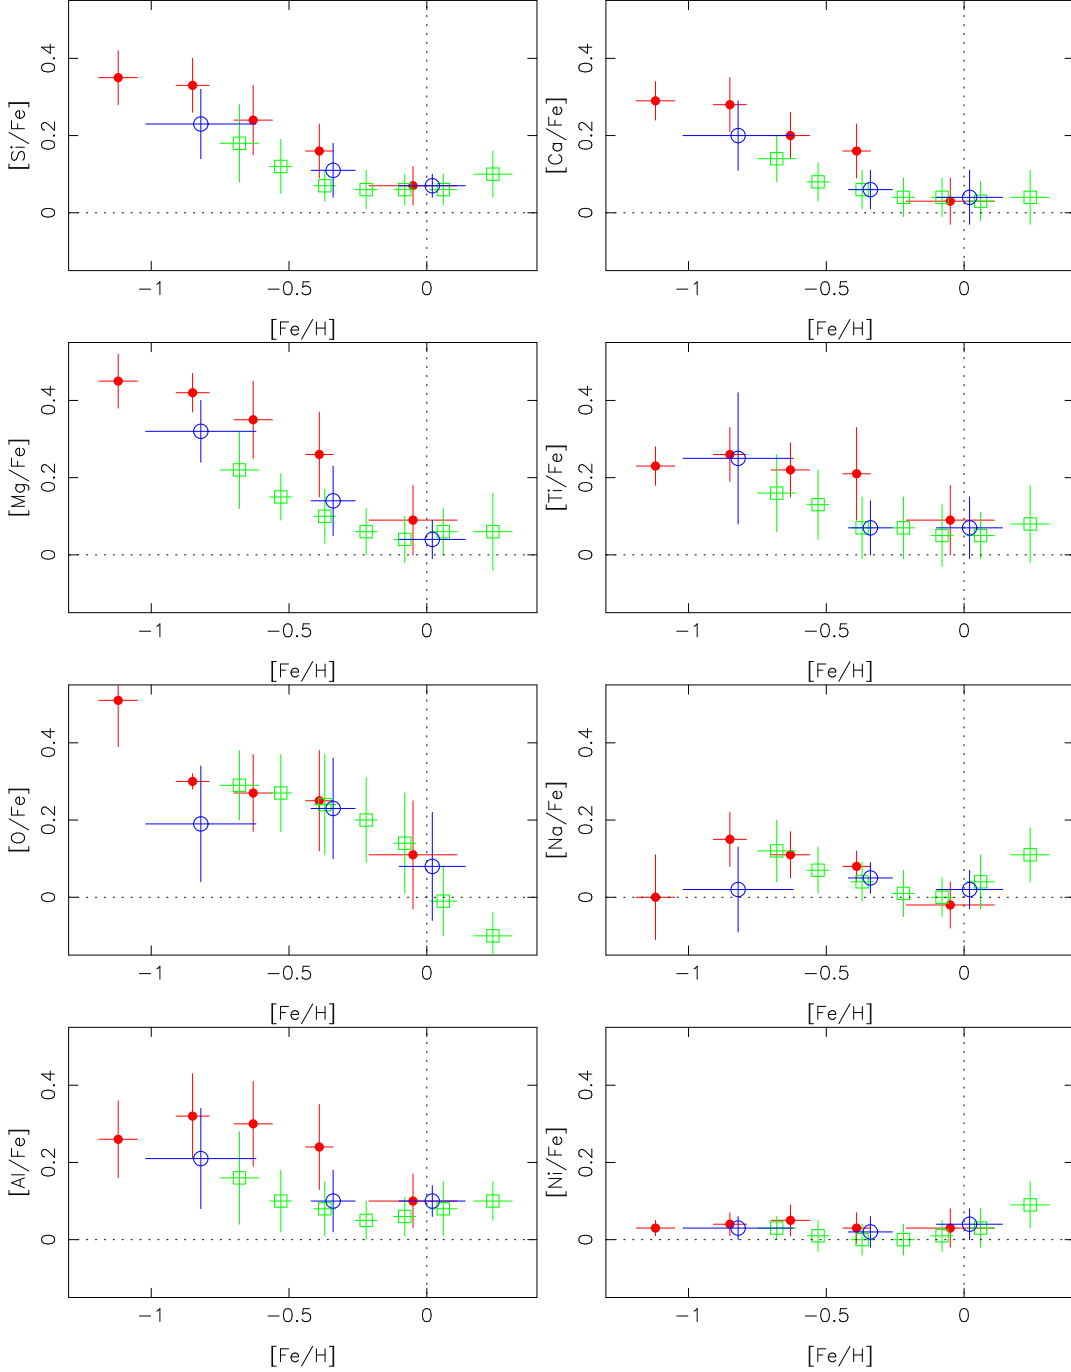 [Si/Fe] 0 0.2 0.4
−1 −0.5 0
[Fe/H]
[Ca/Fe] 0 0.2 0.4
−1 −0.5 0
[Fe/H]
[Mg/Fe] 0 0.2 0.4
−1 −0.5 0
[Fe/H]
[Ti/Fe] 0 0.2 0.4
−1 −0.5 0
[Fe/H]
[O/Fe] 0 0.2 0.4
−1 −0.5 0
[Fe/H]
[Na/Fe] 0 0.2 0.4
−1 −0.5 0
[Fe/H]
[Al/Fe] 0 0.2 0.4
−1 −0.5 0
[Fe/H]
[Ni/Fe] 0 0.2 0.4
−1 −0.5 0
[Fe/H]